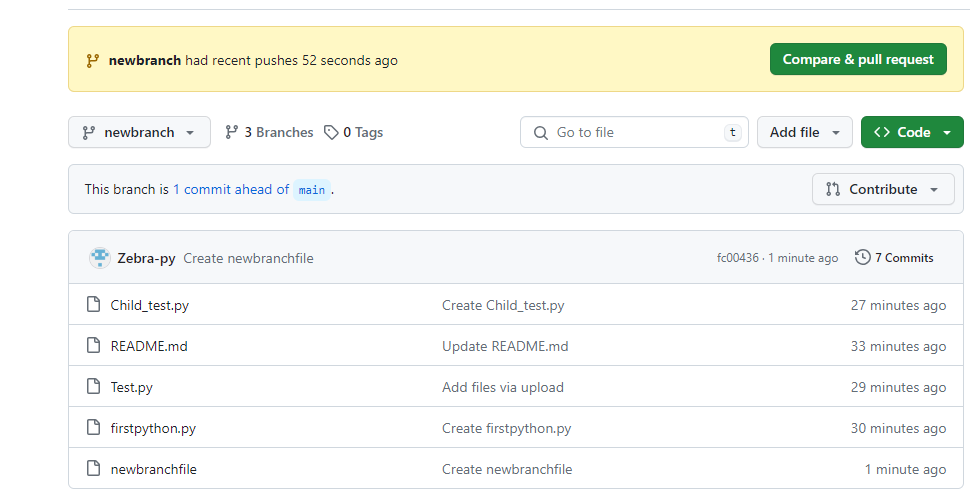 newbranch had recent pushes 52 seconds ago Compare & pull request
newbranch 3 Branches 0 Tags Go to file t Add file <> Code
This branch is 1 commit ahead of main . Contribute
Zebra-py Create newbranchfile fc00436 · 1 minute ago 7 Commits
Child_test.py Create Child_test.py 27 minutes ago
README.md Update README.md 33 minutes ago
Test.py Add files via upload 29 minutes ago
firstpython.py Create firstpython.py 30 minutes ago
newbranchfile Create newbranchfile 1 minute ago